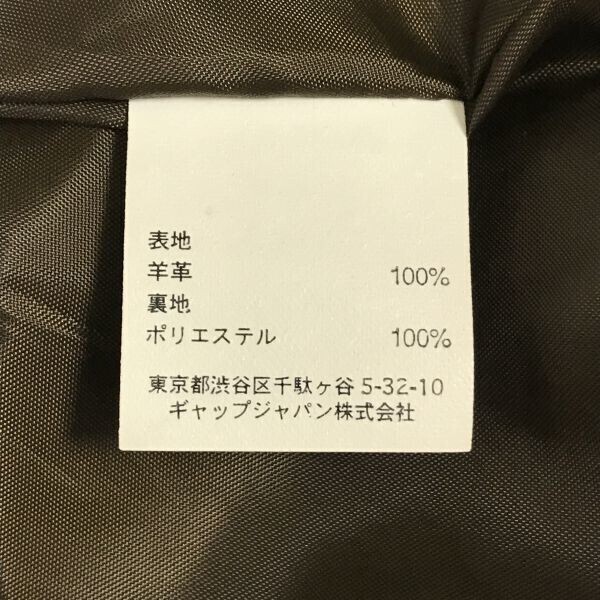 表地
羊革 100%
裏地
ポリエステル 100%
東京都渋谷区千駄ヶ谷 5-32-10
ギャップジャパン株式会社